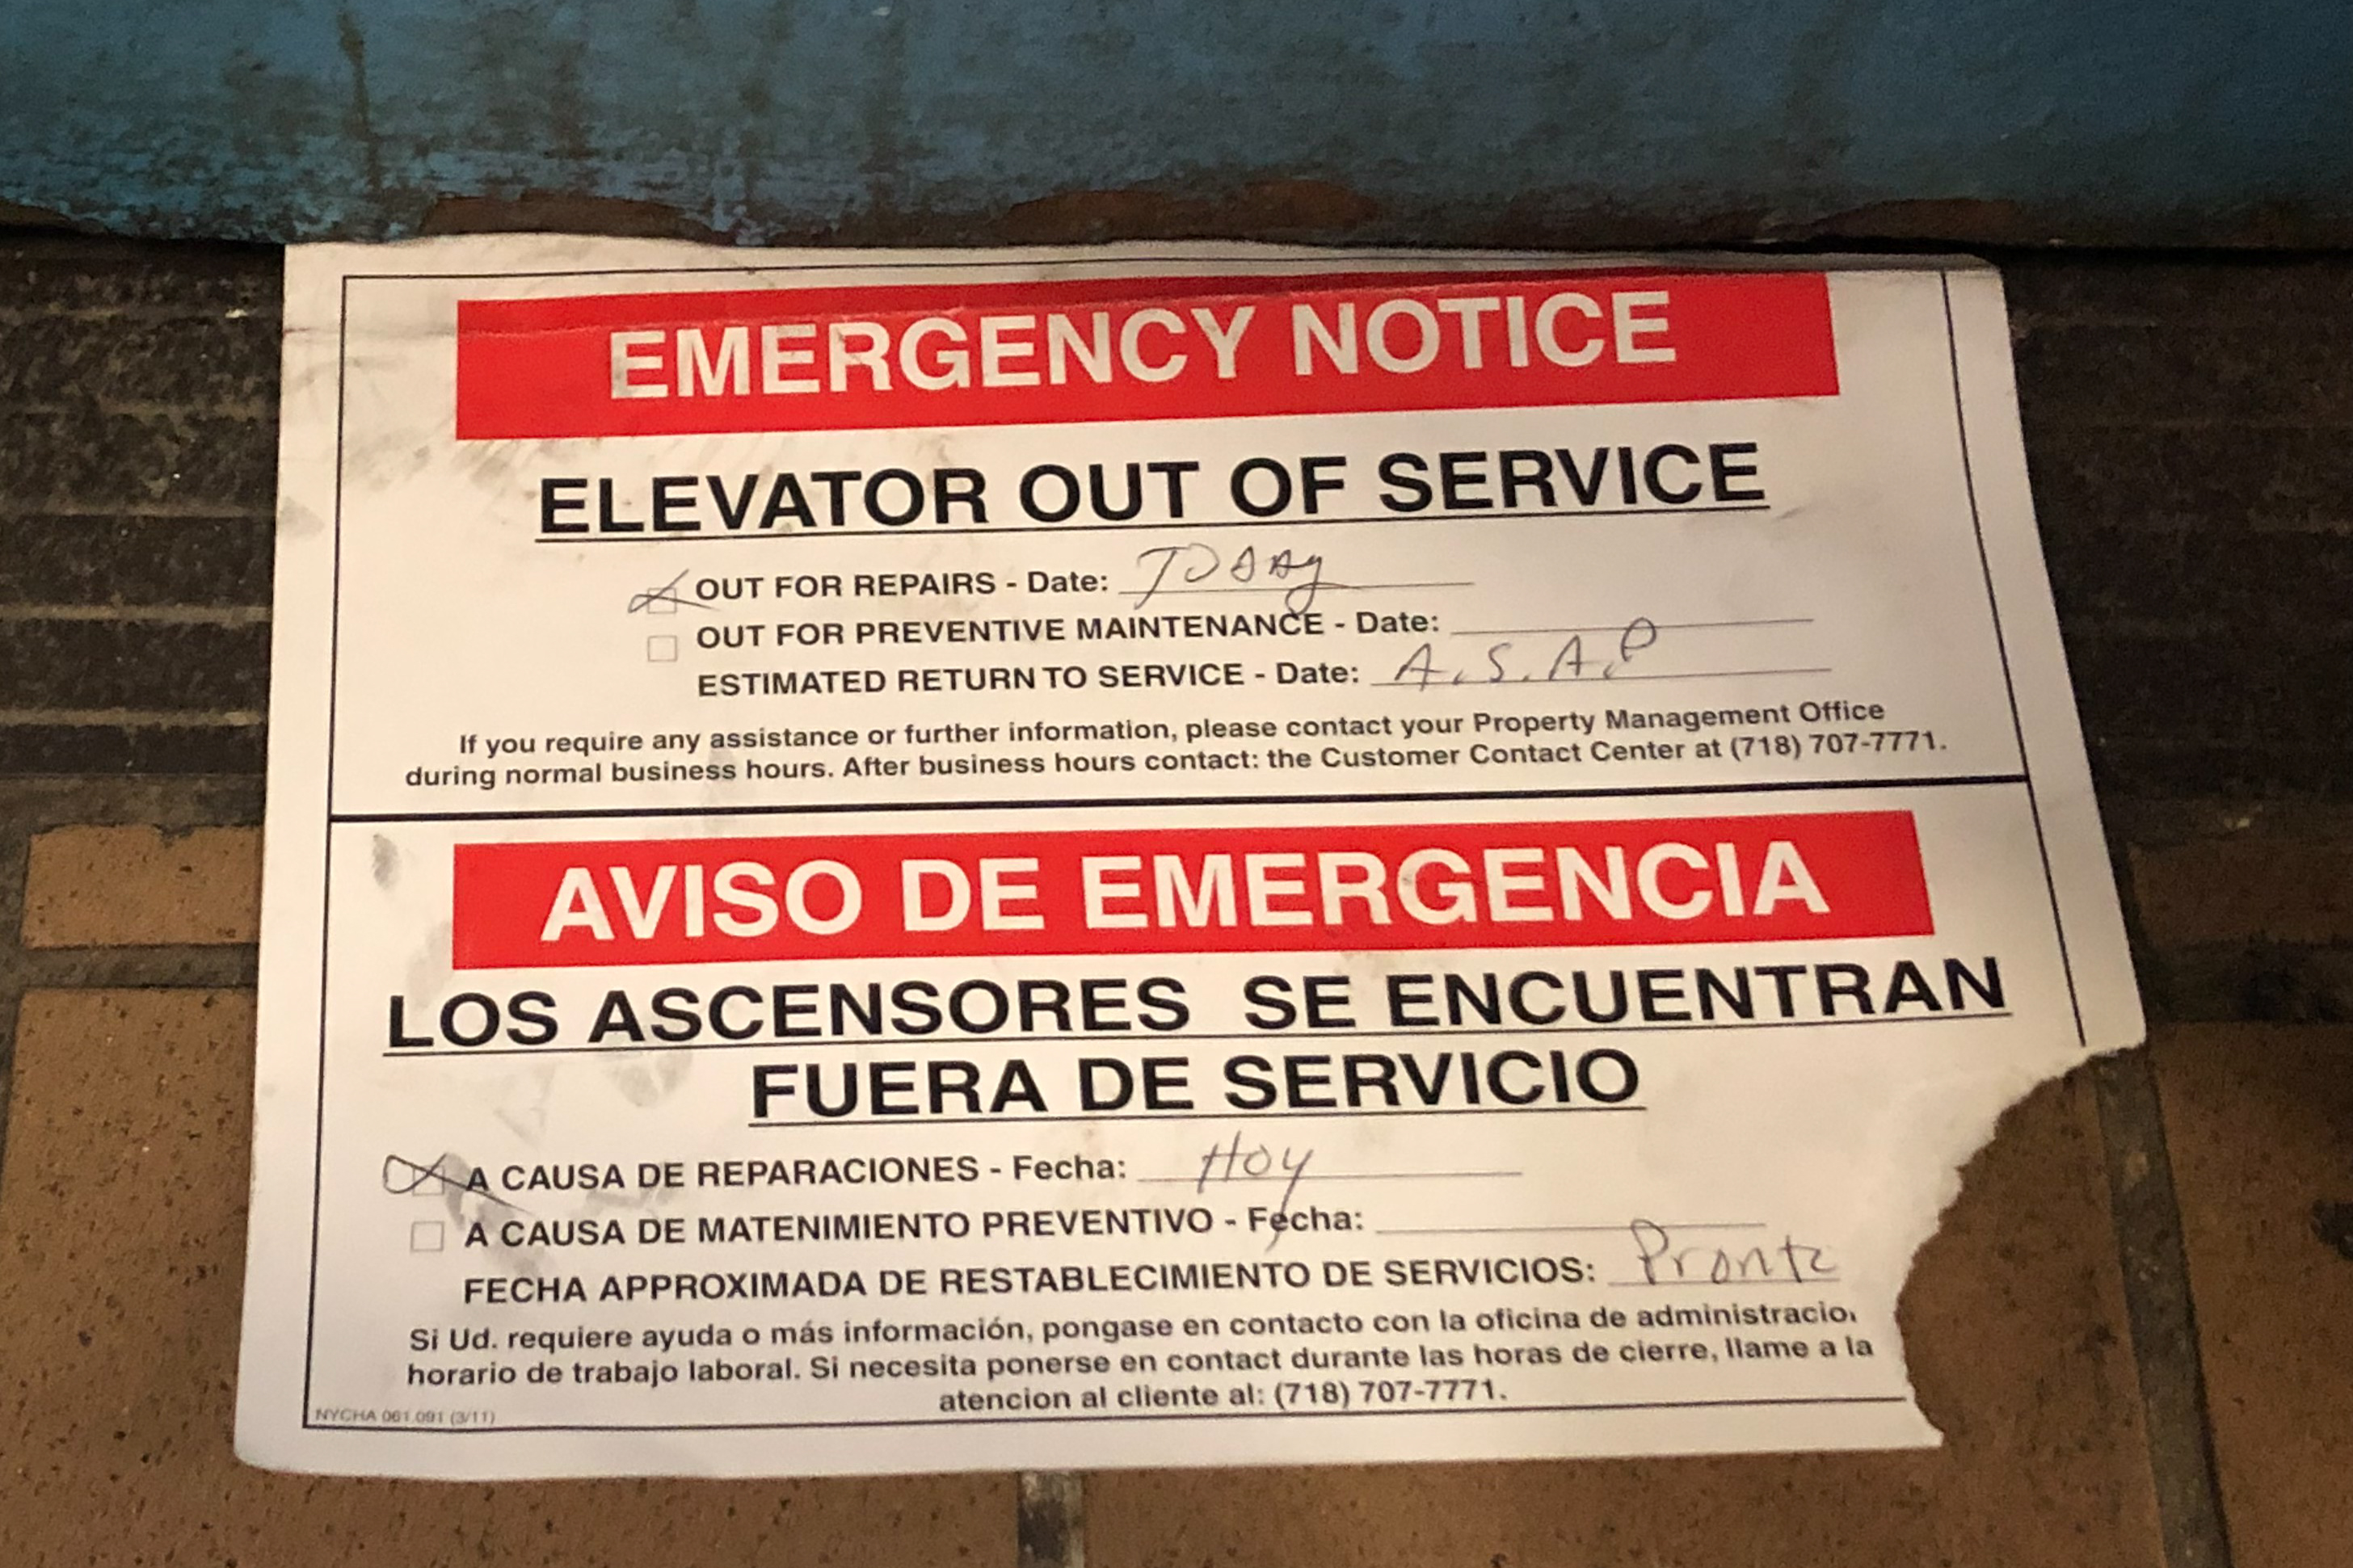 EMERGENCY NOTICE
ELEVATOR OUT OF SERVICE
OUT FOR REPAIRS - Date: Today
OUT FOR PREVENTIVE MAINTENANCE - Date:
ESTIMATED RETURN TO SERVICE - Date: A.S.A.P
If you require any assistance or further information, please contact your Property Management Office
during normal business hours. After business hours contact: the Customer Contact Center at (718) 707-7771.
AVISO DE EMERGENCIA
LOS ASCENSORES SE ENCUENTRAN
FUERA DE SERVICIO
A CAUSA DE REPARACIONES - Fecha: Hoy
A CAUSA DE MATENIMIENTO PREVENTIVO - Fecha:
FECHA APPROXIMADA DE RESTABLECIMIENTO DE SERVICIOS: Pronto
Si Ud. requiere ayuda o más información, pongase en contacto con la oficina de
horario de trabajo laboral. Si necesita ponerse en contact durante las horas de cierre, llame a la
atencion al cliente al: (718) 707-7771.
NYCHA 061.091 (3/11)